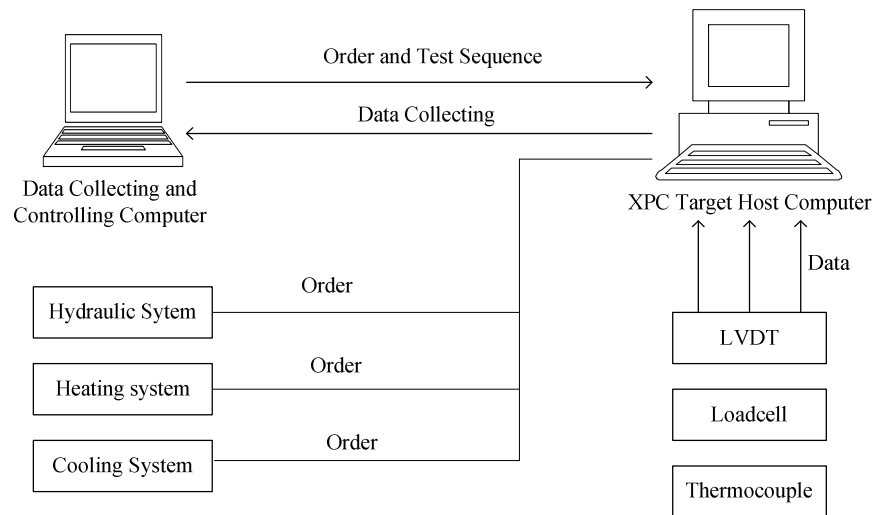 Order and Test Sequence
Data Collecting
Data Collecting and
Controlling Computer
XPC Target Host Computer
Data
Order
Hydraulic Sytem
LVDT
Order
Heating system
Loadcell
Order
Cooling System
Thermocouple